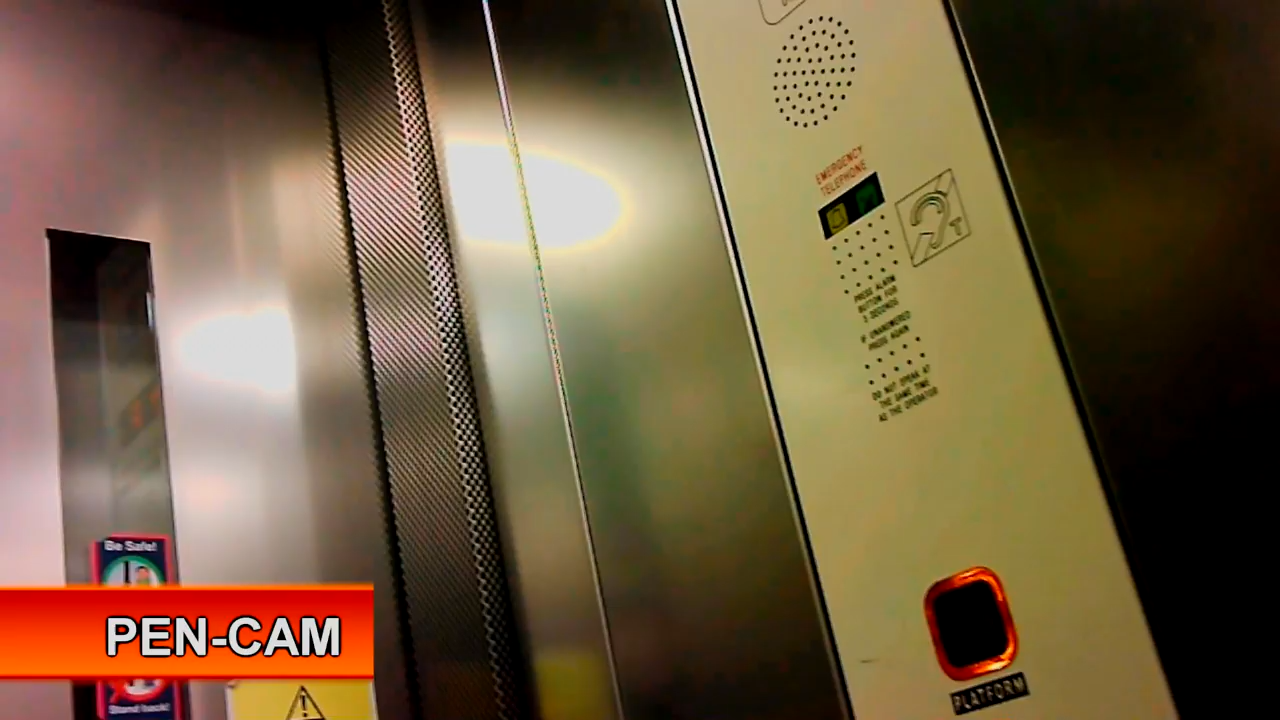 EMERGENCY
TELEPHONE
T
PRESS ALARM
BUTTON FOR
3 SECONDS
IF UNANSWERED
PRESS AGAIN
DO NOT SPEAK AT
THE SAME TIME
AS THE OPERATOR
Be Safe!
PEN-CAM
Stand back!
PLATFORM